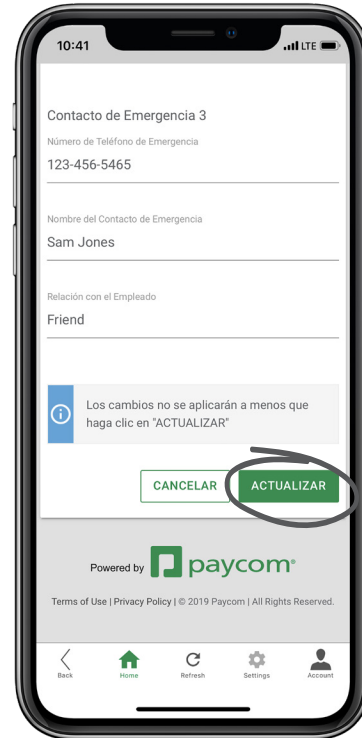 10:41 LTE
Contacto de Emergencia 3
Número de Teléfono de Emergencia
123-456-5465
Nombre del Contacto de Emergencia
Sam Jones
Relación con el Empleado
Friend
Los cambios no se aplicarán a menos que
haga clic en "ACTUALIZAR"
CANCELAR ACTUALIZAR
Powered by paycom®
Terms of Use | Privacy Policy | © 2019 Paycom | All Rights Reserved.
Back Home Refresh Settings Account